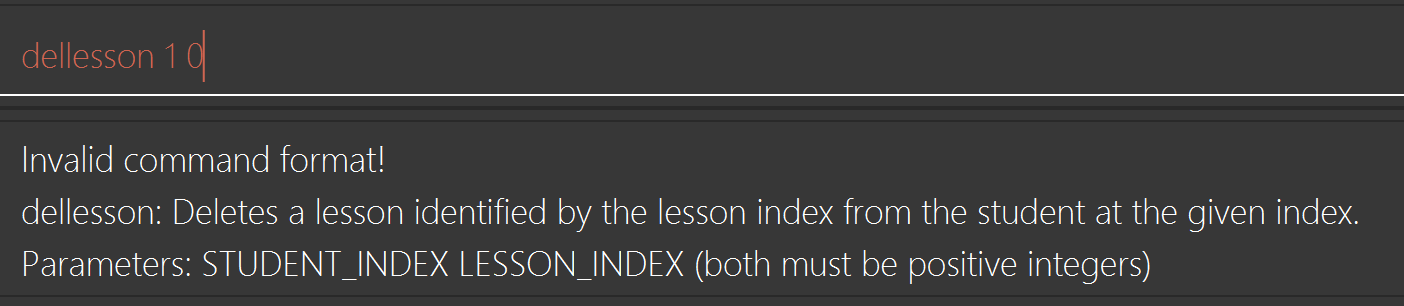 dellesson 1 0
Invalid command format!
dellesson: Deletes a lesson identified by the lesson index from the student at the given index.
Parameters: STUDENT_INDEX LESSON_INDEX (both must be positive integers)